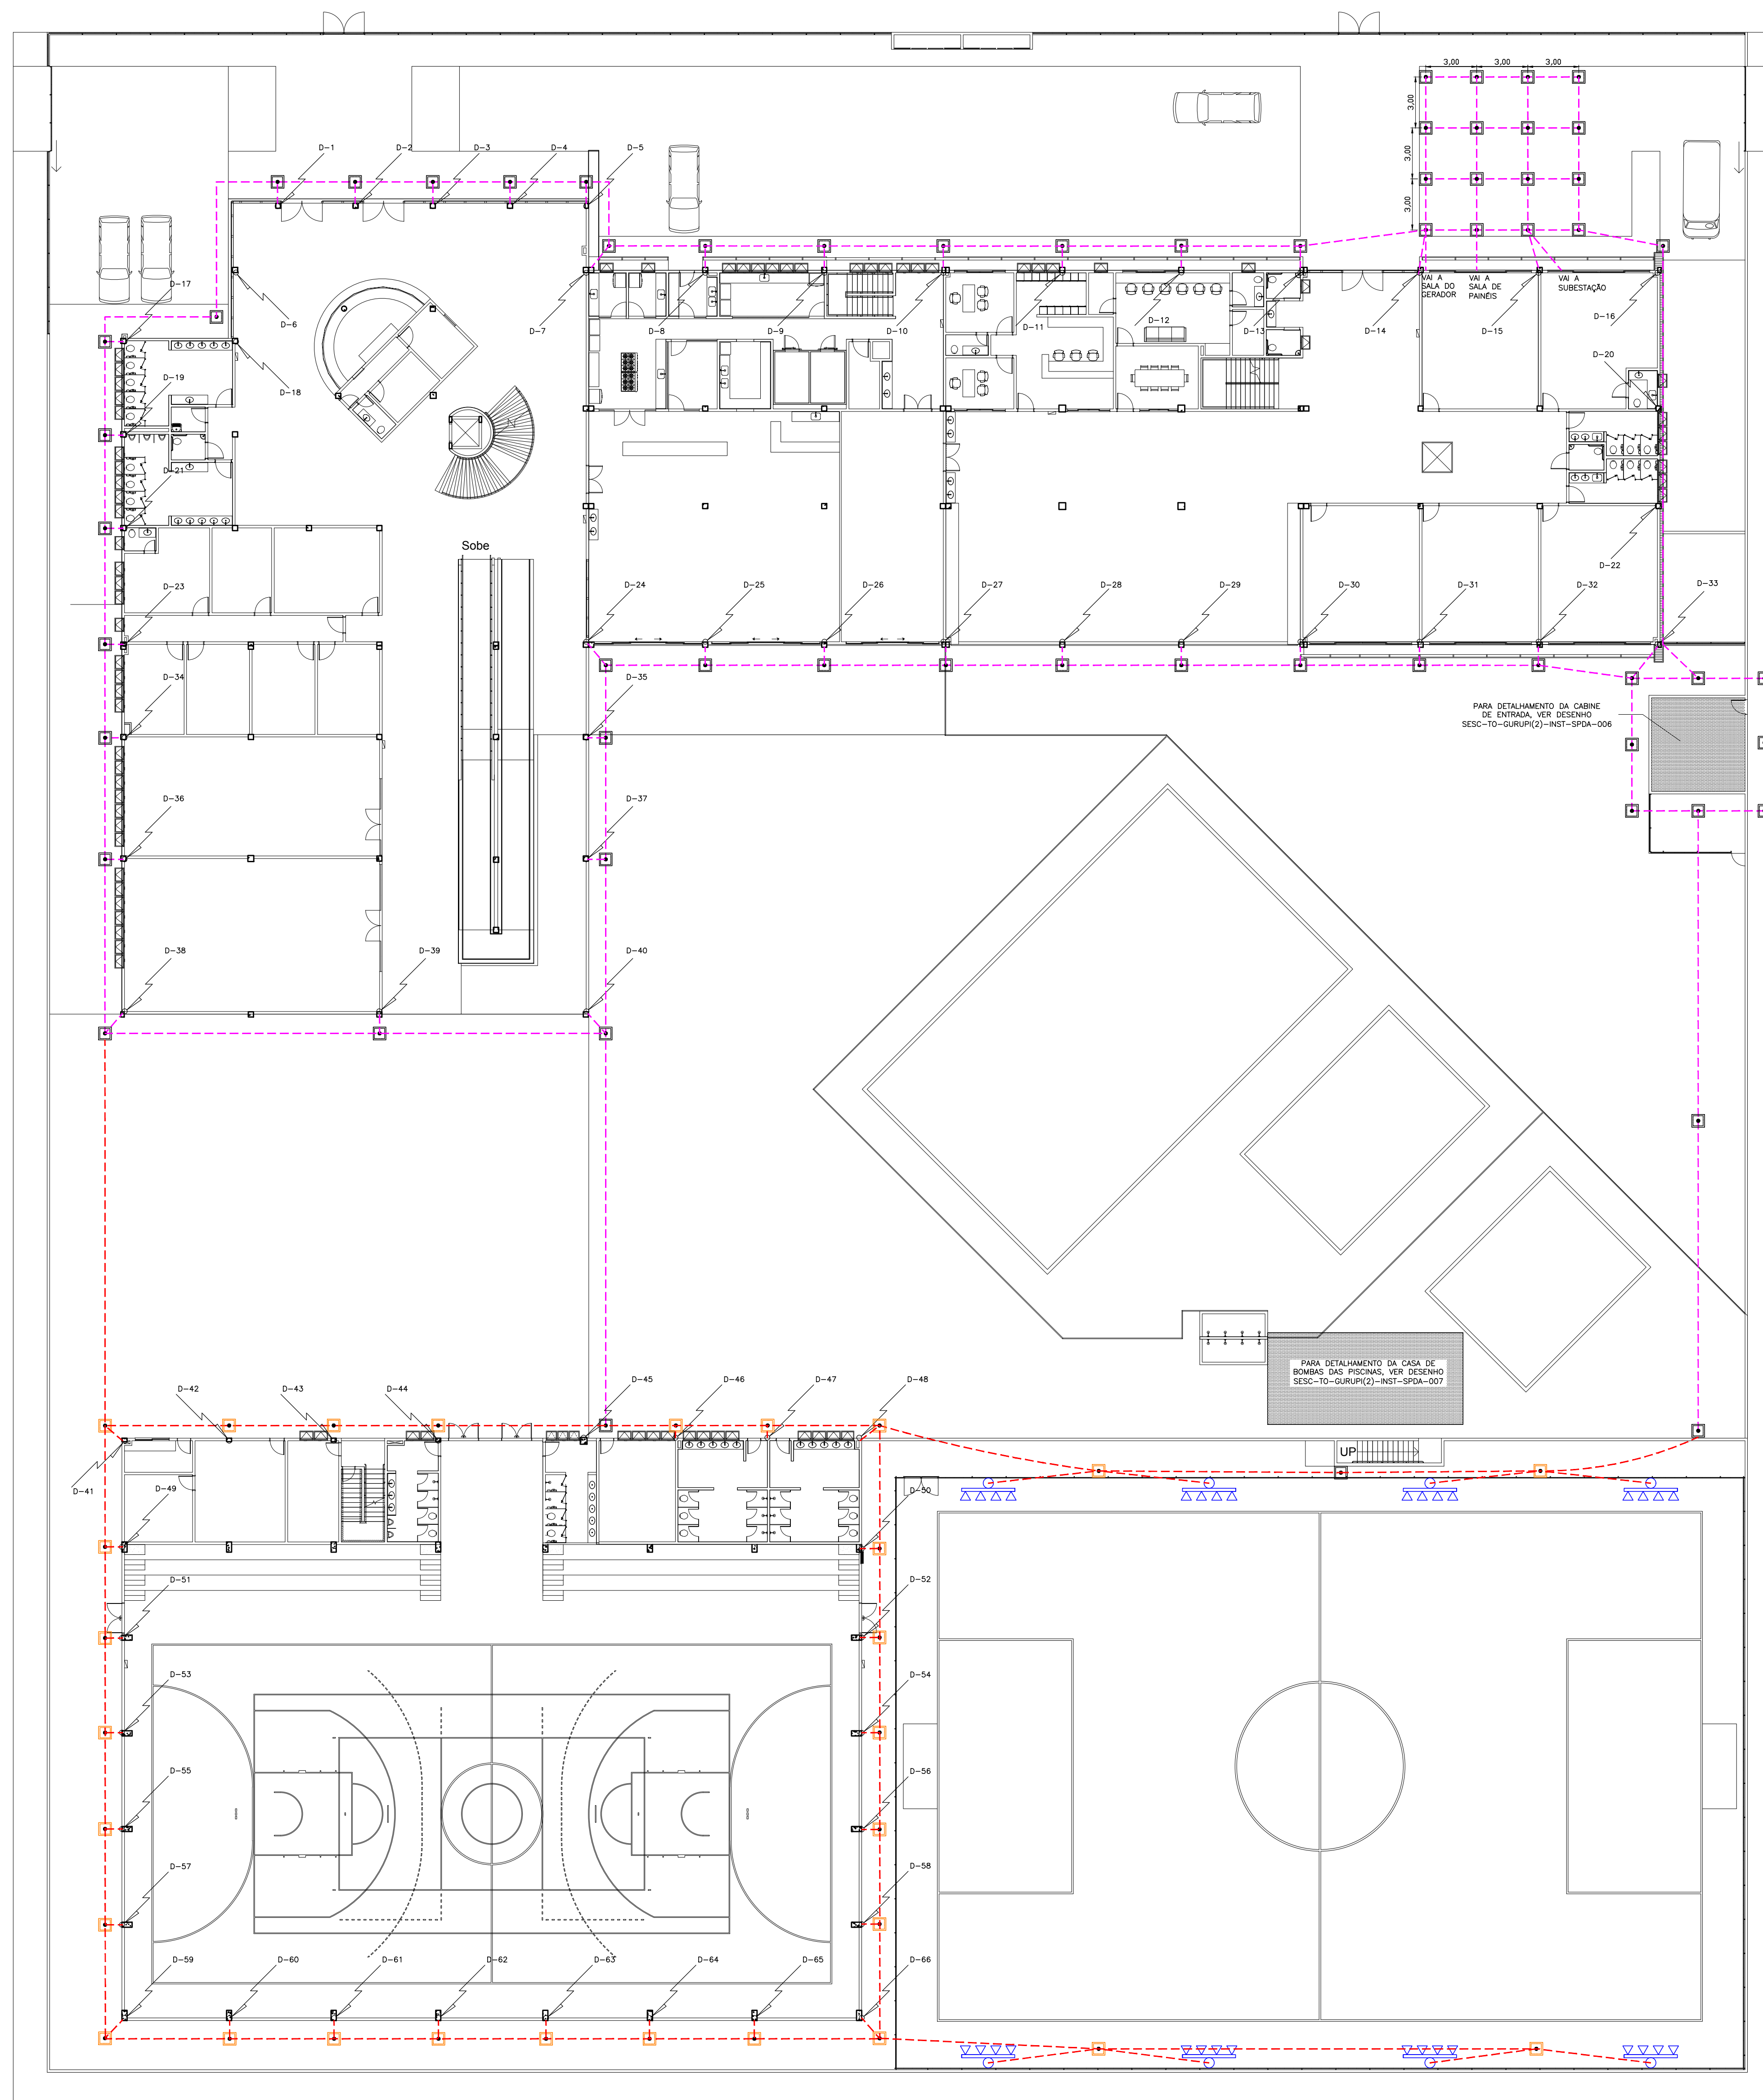 3,00 3,00 3,00
3,00
3,00
3,00
D-1 D-2 D-3 D-4 D-5
D-17
VAI A
SALA DO
GERADOR
VAI A
SALA DE
PAINÉIS
VAI A
SUBESTAÇÃO
D-6 D-7 D-8 D-9 D-10 D-11 D-12 D-13 D-14 D-15 D-16
D-20
D-19 D-18
D-21
Sobe
D-22
D-23 D-24 D-25 D-26 D-27 D-28 D-29 D-30 D-31 D-32 D-33
D-34 D-35
PARA DETALHAMENTO DA CABINE
DE ENTRADA, VER DESENHO
SESC-TO-GURUPI(2)-INST-SPDA-006
D-36 D-37
D-38 D-39 D-40
PARA DETALHAMENTO DA CASA DE
BOMBAS DAS PISCINAS, VER DESENHO
SESC-TO-GURUPI(2)-INST-SPDA-007
D-42 D-43 D-44 D-45 D-46 D-47 D-48
UP
D-41
D-49 D-50
D-51 D-52
D-53 D-54
D-55 D-56
D-57 D-58
D-59 D-60 D-61 D-62 D-63 D-64 D-65 D-66